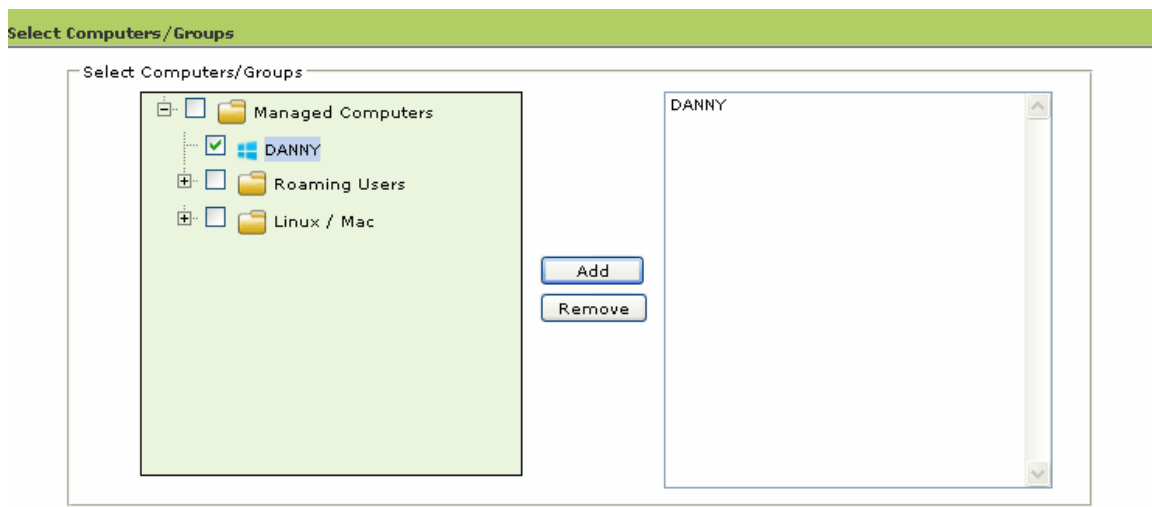 Select Computers/Groups
Select Computers/Groups
Managed Computers
DANNY
Roaming Users
Linux / Mac
Add
Remove
DANNY